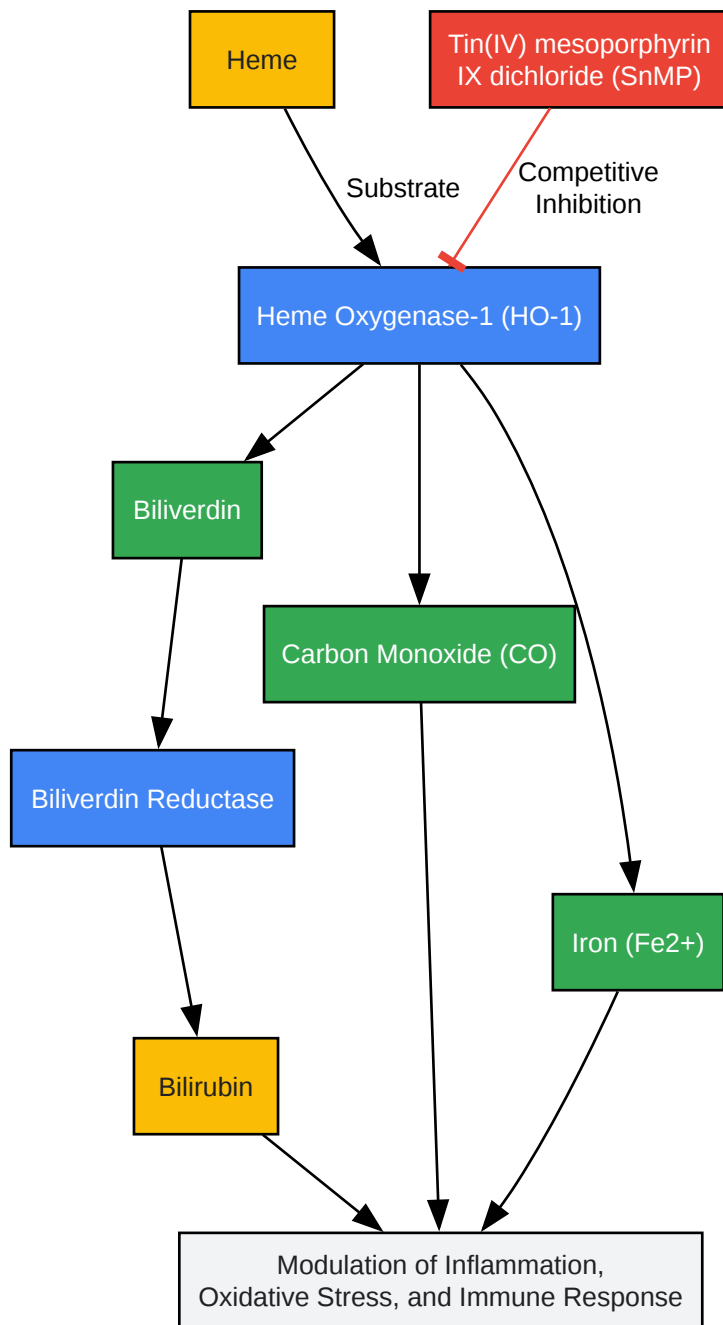 Heme
Tin(IV) mesoporphyrin
IX dichloride (SnMP)
Substrate
Competitive
Inhibition
Heme Oxygenase-1 (HO-1)
Biliverdin
Carbon Monoxide (CO)
Biliverdin Reductase
Iron (Fe2+)
Bilirubin
Modulation of Inflammation,
Oxidative Stress, and Immune Response